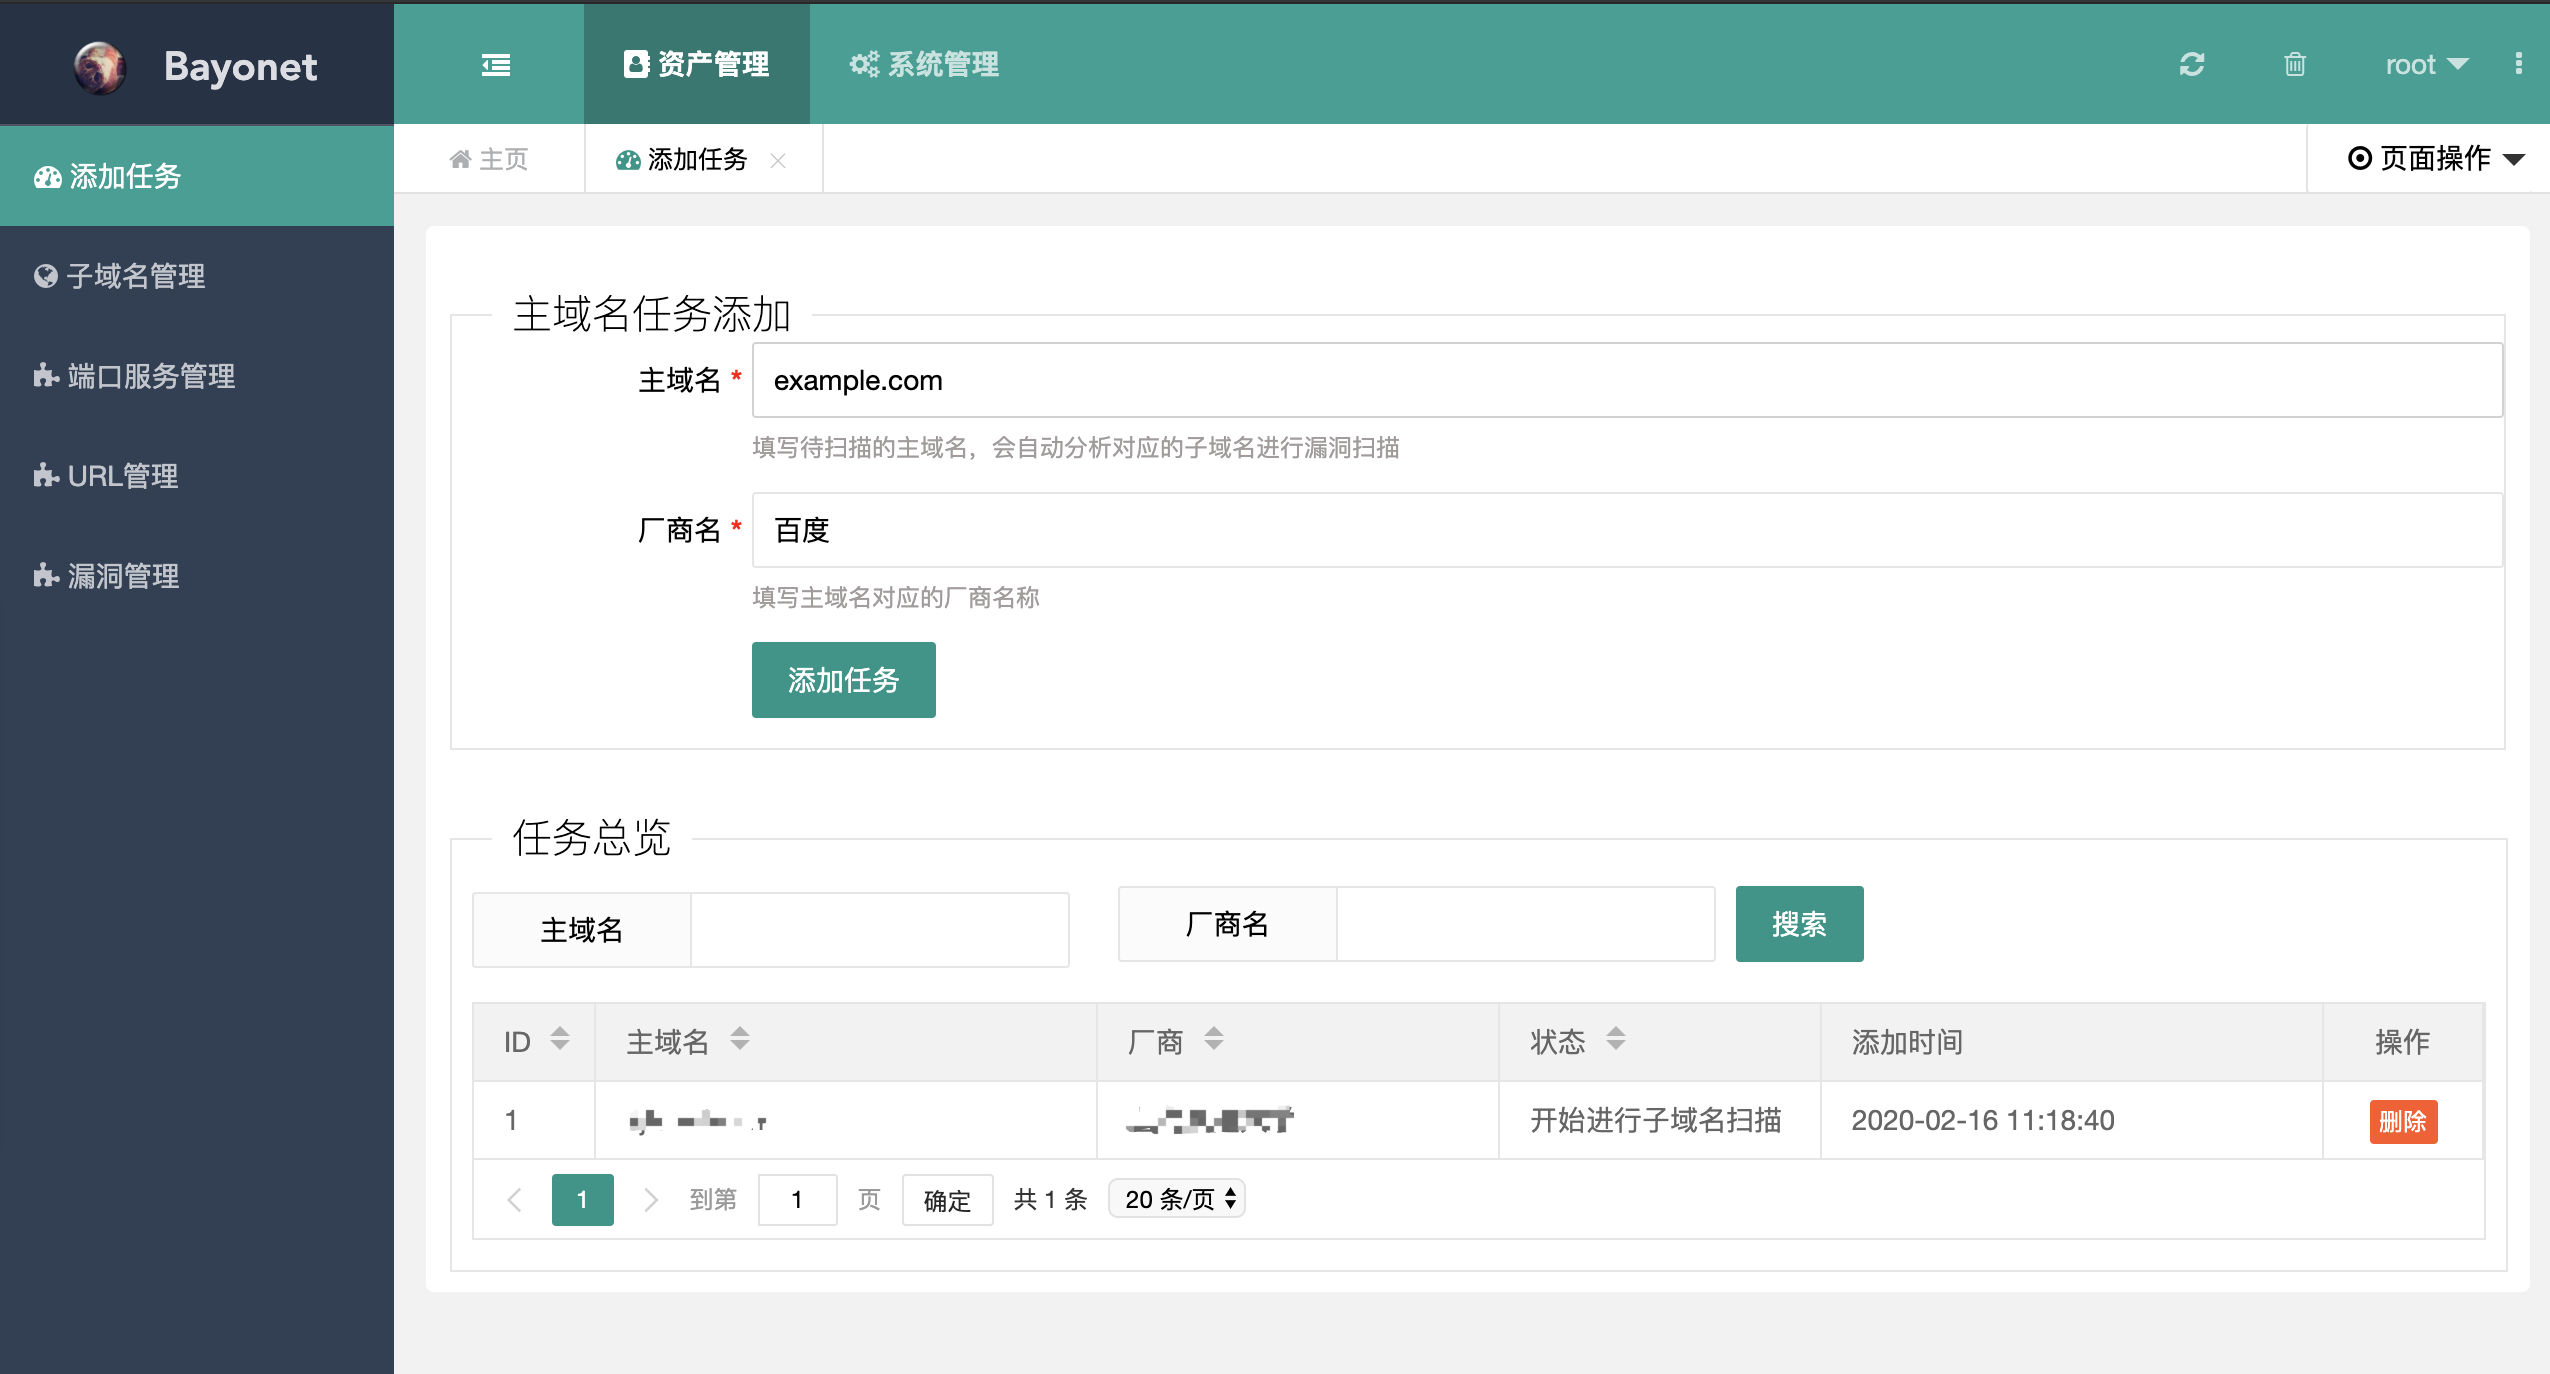 Bayonet
资产管理
系统管理
root
主页
添加任务
页面操作
添加任务
子域名管理
端口服务管理
URL管理
漏洞管理
主域名任务添加
主域名 * example.com
填写待扫描的主域名，会自动分析对应的子域名进行漏洞扫描
厂商名 * 百度
填写主域名对应的厂商名称
添加任务
任务总览
主域名 厂商名 搜索
ID 主域名 厂商 状态 添加时间 操作
1 开始进行子域名扫描 2020-02-16 11:18:40 删除
1 到第 1 页 确定 共 1 条 20 条/页